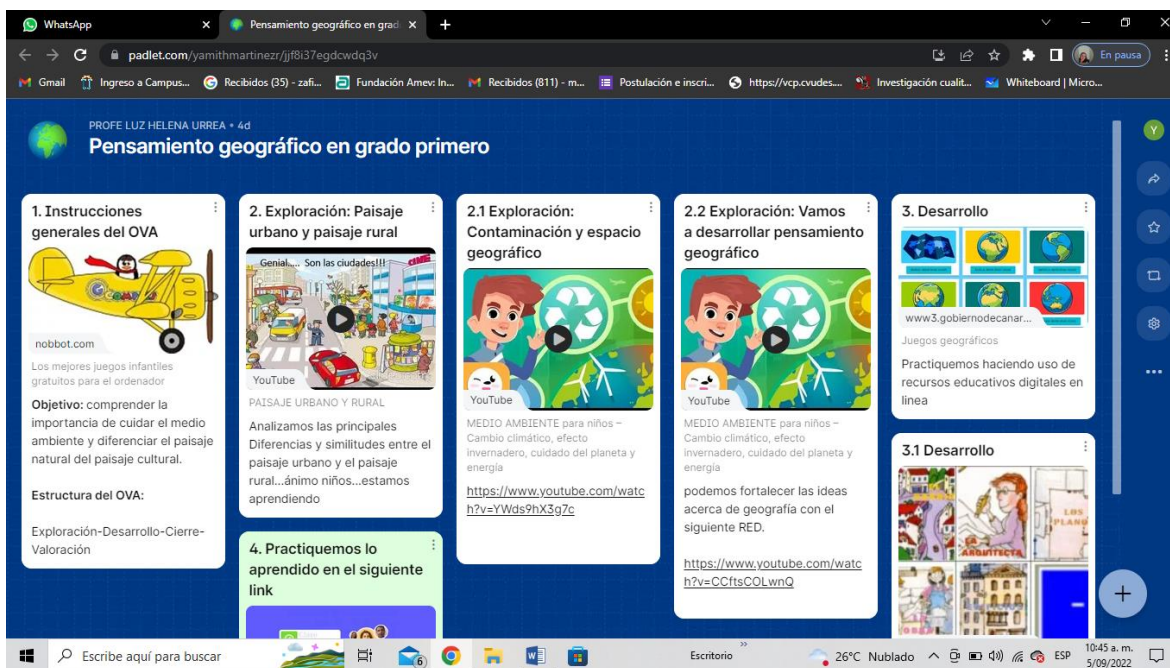 WhatsApp
Pensamiento geográfico en grad
padlet.com/yamithmartinezr/jjf8i37egdcwdq3v
En pausa
Gmail
Ingreso a Campus...
Recibidos (35) - zafi...
Fundación Amev: In...
Recibidos (811) - m...
Postulación e inscri...
https://vcp.cvudes....
Investigación cualit...
Whiteboard | Micro...
PROFE LUZ HELENA URREA • 4d
Pensamiento geográfico en grado primero
Y
1. Instrucciones
generales del OVA
nobbot.com
Los mejores juegos infantiles
gratuitos para el ordenador
Objetivo: comprender la
importancia de cuidar el medio
ambiente y diferenciar el paisaje
natural del paisaje cultural.
Estructura del OVA:
Exploración-Desarrollo-Cierre-
Valoración
2. Exploración: Paisaje
urbano y paisaje rural
Genial..... Son las ciudades!!!
CINE
YouTube
PAISAJE URBANO Y RURAL
Analizamos las principales
Diferencias y similitudes entre el
paisaje urbano y el paisaje
rural...ánimo niños...estamos
aprendiendo
4. Practiquemos lo
aprendido en el siguiente
link
2.1 Exploración:
Contaminación y espacio
geográfico
YouTube
MEDIO AMBIENTE para niños –
Cambio climático, efecto
invernadero, cuidado del planeta y
energía
https://www.youtube.com/watc
h?v=YWds9hX3g7c
2.2 Exploración: Vamos
a desarrollar pensamiento
geográfico
YouTube
MEDIO AMBIENTE para niños –
Cambio climático, efecto
invernadero, cuidado del planeta y
energía
podemos fortalecer las ideas
acerca de geografía con el
siguiente RED.
https://www.youtube.com/watc
h?v=CCftsCOLwnQ
3. Desarrollo
www3.gobiernodecanar...
Juegos geográficos
Practiquemos haciendo uso de
recursos educativos digitales en
linea
3.1 Desarrollo
LOS
PLANO
LA
ARQUITECTA
Escribe aquí para buscar
6
Escritorio
26°C Nublado
ESP
10:45 a. m.
5/09/2022